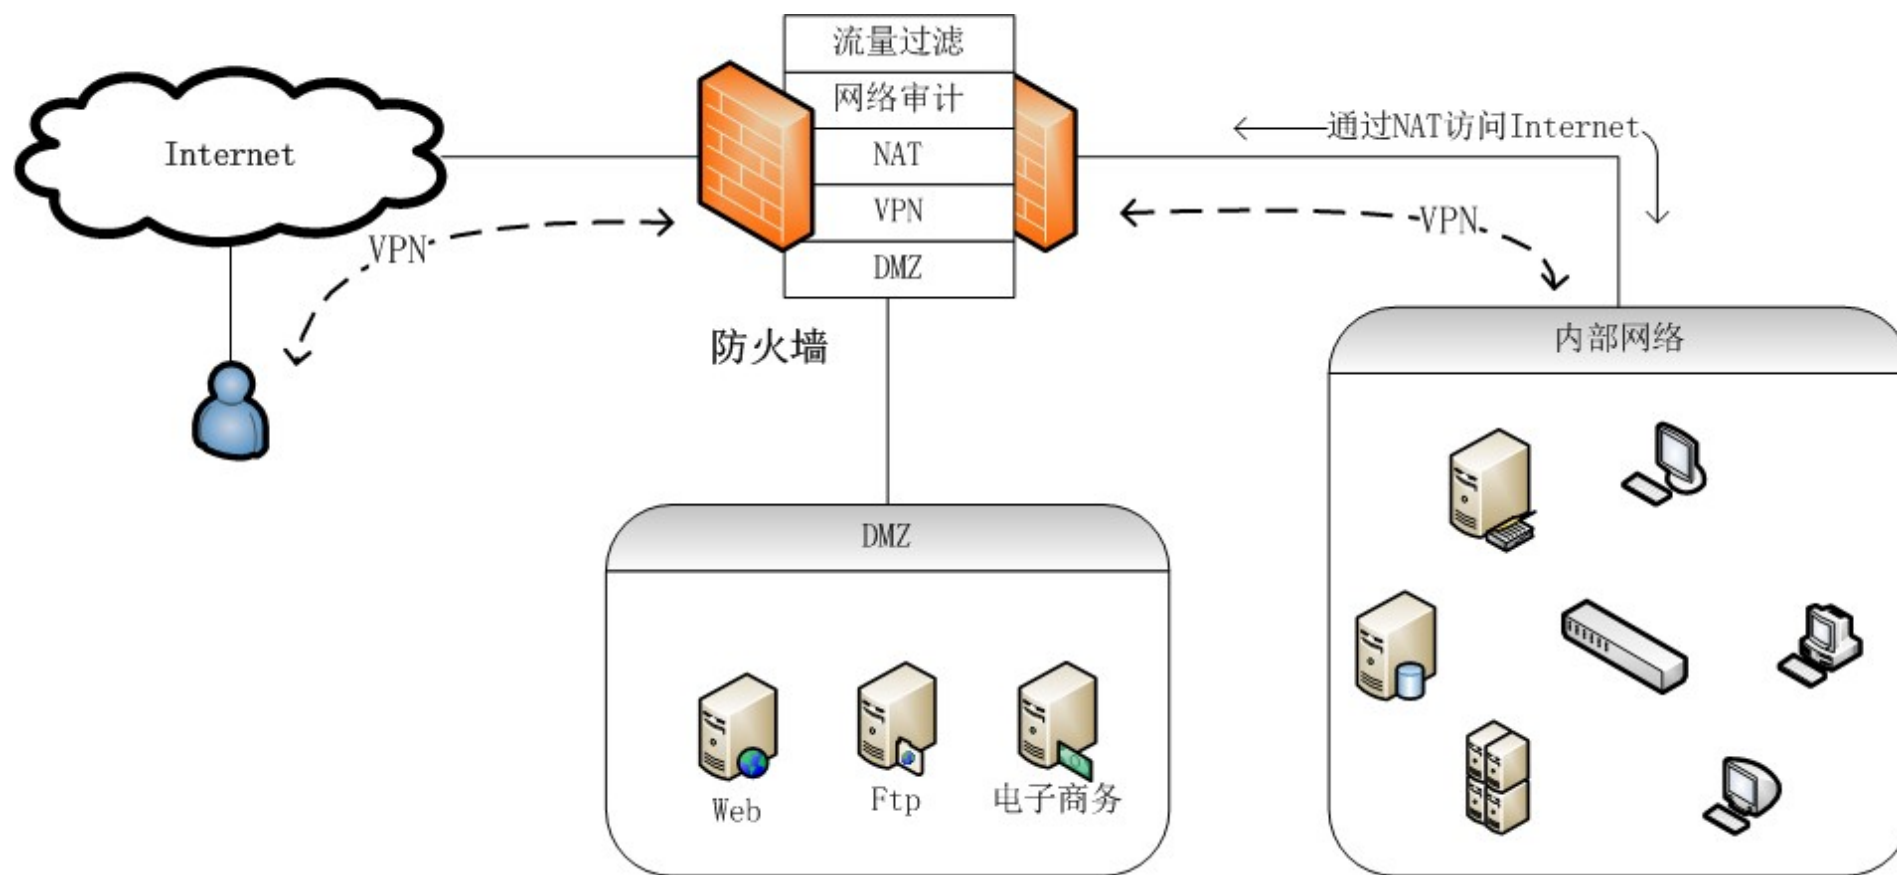 流量过滤
网络审计
NAT
VPN
DMZ
防火墙
Internet
VPN
通过NAT访问Internet
VPN
内部网络
DMZ
Web
Ftp
电子商务